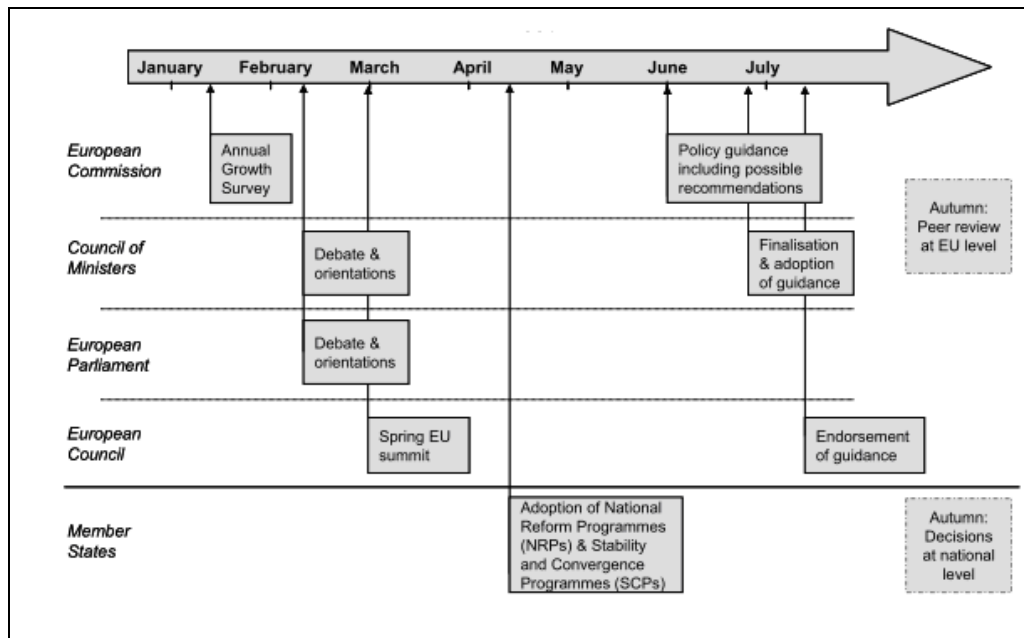 January February March April May June July
European
Commission
Annual
Growth
Survey
Policy guidance
including possible
recommendations
Autumn:
Peer review
at EU level
Council of
Ministers
Debate &
orientations
Finalisation
& adoption
of guidance
European
Parliament
Debate &
orientations
European
Council
Spring EU
summit
Endorsement
of guidance
Member
States
Adoption of National
Reform Programmes
(NRPs) & Stability
and Convergence
Programmes (SCPs)
Autumn:
Decisions
at national
level